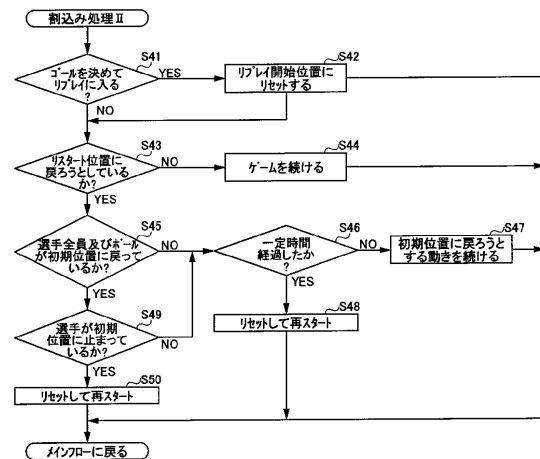 割込み処理Ⅱ
S41
ゴールを決めて
リプレイに入る
?
YES
NO
S42
リプレイ開始位置に
リセットする
S43
リスタート位置に
戻ろうとしている
か?
NO
YES
S44
ゲームを続ける
S45
選手全員及びボール
が初期位置に戻って
いるか?
NO
YES
S46
一定時間
経過したか
?
NO
YES
S47
初期位置に戻ろうと
する動きを続ける
S48
リセットして再スタート
S49
選手が初期
位置に止まって
いるか?
NO
YES
S50
リセットして再スタート
メインフローに戻る